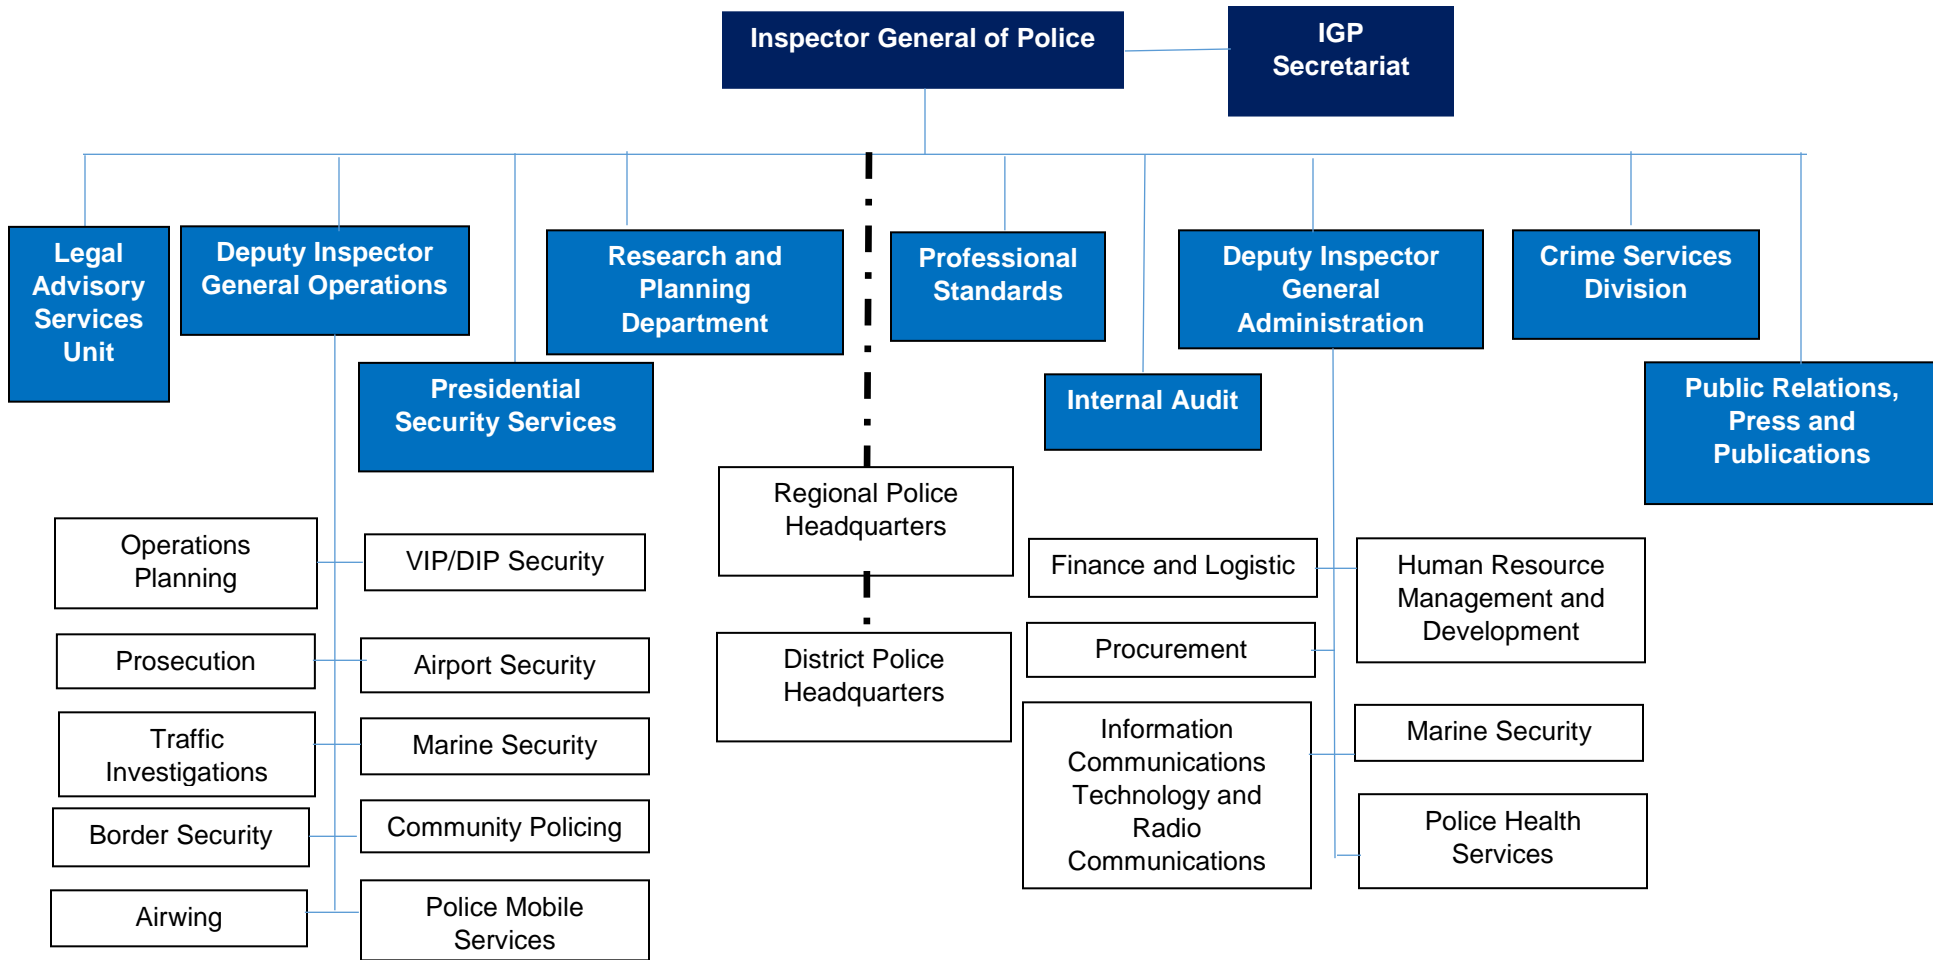 Inspector General of Police
IGP
Secretariat
Legal
Advisory
Services
Unit
Deputy Inspector
General Operations
Presidential
Security Services
Research and
Planning
Department
Professional
Standards
Internal Audit
Deputy Inspector
General
Administration
Crime Services
Division
Public Relations,
Press and
Publications
Operations
Planning
VIP/DIP Security
Prosecution
Airport Security
Traffic
Investigations
Marine Security
Border Security
Community Policing
Airwing
Police Mobile
Services
Regional Police
Headquarters
District Police
Headquarters
Finance and Logistic
Human Resource
Management and
Development
Procurement
Information
Communications
Technology and
Radio
Communications
Marine Security
Police Health
Services